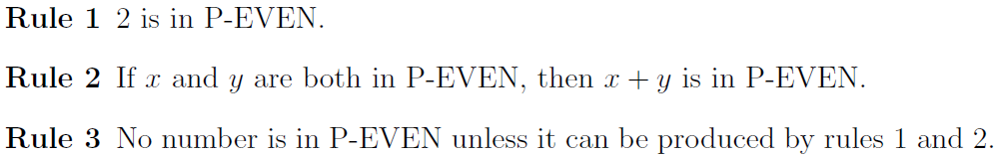 Rule 1 2 is in P-EVEN.
Rule 2 If x and y are both in P-EVEN, then x + y is in P-EVEN.
Rule 3 No number is in P-EVEN unless it can be produced by rules 1 and 2.